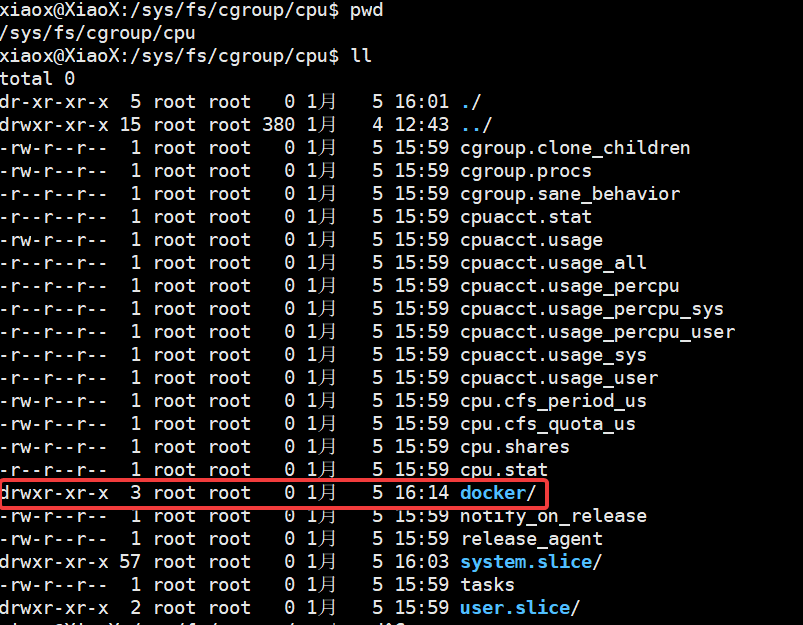 xiaox@XiaoX:/sys/fs/cgroup/cpu$ pwd
/sys/fs/cgroup/cpu
xiaox@XiaoX:/sys/fs/cgroup/cpu$ ll
total 0
dr-xr-xr-x  5 root root   0 1月   5 16:01 ./
drwxr-xr-x 15 root root 380 1月   4 12:43 ../
-rw-r--r--  1 root root   0 1月   5 15:59 cgroup.clone_children
-rw-r--r--  1 root root   0 1月   5 15:59 cgroup.procs
-r--r--r--  1 root root   0 1月   5 15:59 cgroup.sane_behavior
-r--r--r--  1 root root   0 1月   5 15:59 cpuacct.stat
-rw-r--r--  1 root root   0 1月   5 15:59 cpuacct.usage
-r--r--r--  1 root root   0 1月   5 15:59 cpuacct.usage_all
-r--r--r--  1 root root   0 1月   5 15:59 cpuacct.usage_percpu
-r--r--r--  1 root root   0 1月   5 15:59 cpuacct.usage_percpu_sys
-r--r--r--  1 root root   0 1月   5 15:59 cpuacct.usage_percpu_user
-r--r--r--  1 root root   0 1月   5 15:59 cpuacct.usage_sys
-r--r--r--  1 root root   0 1月   5 15:59 cpuacct.usage_user
-rw-r--r--  1 root root   0 1月   5 15:59 cpu.cfs_period_us
-rw-r--r--  1 root root   0 1月   5 15:59 cpu.cfs_quota_us
-rw-r--r--  1 root root   0 1月   5 15:59 cpu.shares
-r--r--r--  1 root root   0 1月   5 15:59 cpu.stat
drwxr-xr-x  3 root root   0 1月   5 16:14 docker/
-rw-r--r--  1 root root   0 1月   5 15:59 notify_on_release
-rw-r--r--  1 root root   0 1月   5 15:59 release_agent
drwxr-xr-x 57 root root   0 1月   5 16:03 system.slice/
-rw-r--r--  1 root root   0 1月   5 15:59 tasks
drwxr-xr-x  2 root root   0 1月   5 15:59 user.slice/